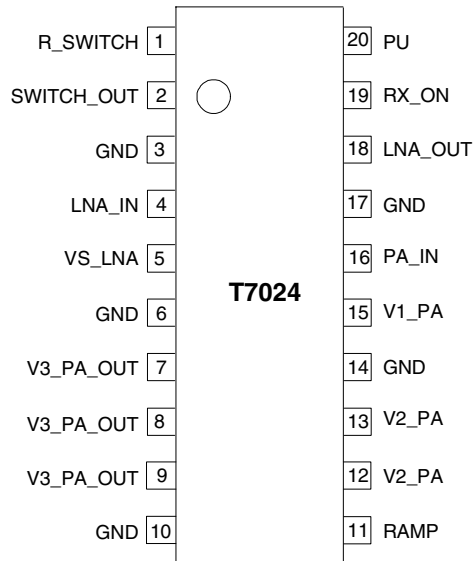 R_SWITCH 1 20 PU
SWITCH_OUT 2 19 RX_ON
GND 3 18 LNA_OUT
LNA_IN 4 17 GND
VS_LNA 5 16 PA_IN
T7024
GND 6 15 V1_PA
V3_PA_OUT 7 14 GND
V3_PA_OUT 8 13 V2_PA
V3_PA_OUT 9 12 V2_PA
GND 10 11 RAMP